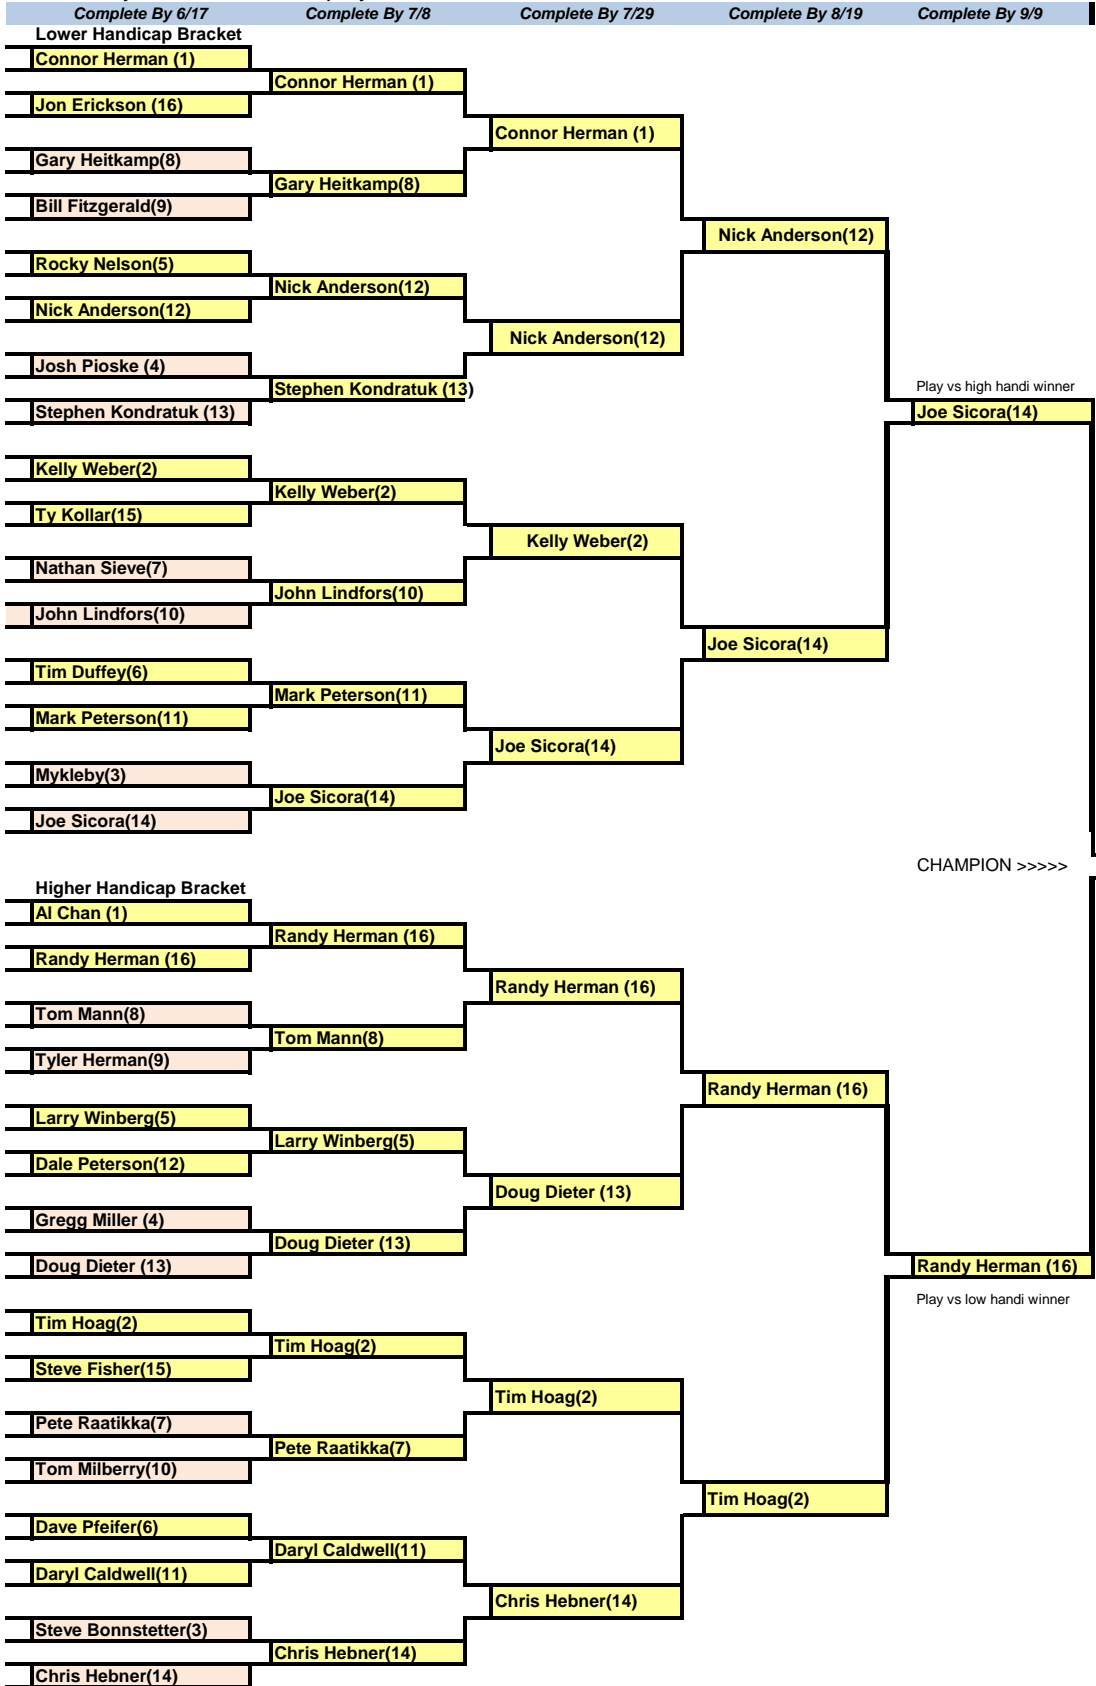 Complete By 6/17 Complete By 7/8 Complete By 7/29 Complete By 8/19 Complete By 9/9
Lower Handicap Bracket
Connor Herman (1)
Connor Herman (1)
Jon Erickson (16)
Connor Herman (1)
Gary Heitkamp(8)
Gary Heitkamp(8)
Bill Fitzgerald(9)
Nick Anderson(12)
Rocky Nelson(5)
Nick Anderson(12)
Nick Anderson(12)
Nick Anderson(12)
Josh Pioske (4)
Stephen Kondratuk (13)
Play vs high handi winner
Stephen Kondratuk (13)
Joe Sicora(14)
Kelly Weber(2)
Kelly Weber(2)
Ty Kollar(15)
Kelly Weber(2)
Nathan Sieve(7)
John Lindfors(10)
John Lindfors(10)
Joe Sicora(14)
Tim Duffey(6)
Mark Peterson(11)
Mark Peterson(11)
Joe Sicora(14)
Mykleby(3)
Joe Sicora(14)
Joe Sicora(14)
CHAMPION >>>>>
Higher Handicap Bracket
Al Chan (1)
Randy Herman (16)
Randy Herman (16)
Randy Herman (16)
Tom Mann(8)
Tom Mann(8)
Tyler Herman(9)
Randy Herman (16)
Larry Winberg(5)
Larry Winberg(5)
Dale Peterson(12)
Doug Dieter (13)
Gregg Miller (4)
Doug Dieter (13)
Doug Dieter (13)
Randy Herman (16)
Play vs low handi winner
Tim Hoag(2)
Tim Hoag(2)
Steve Fisher(15)
Tim Hoag(2)
Pete Raatikka(7)
Pete Raatikka(7)
Tom Milberry(10)
Tim Hoag(2)
Dave Pfeifer(6)
Daryl Caldwell(11)
Daryl Caldwell(11)
Chris Hebner(14)
Steve Bonnstetter(3)
Chris Hebner(14)
Chris Hebner(14)